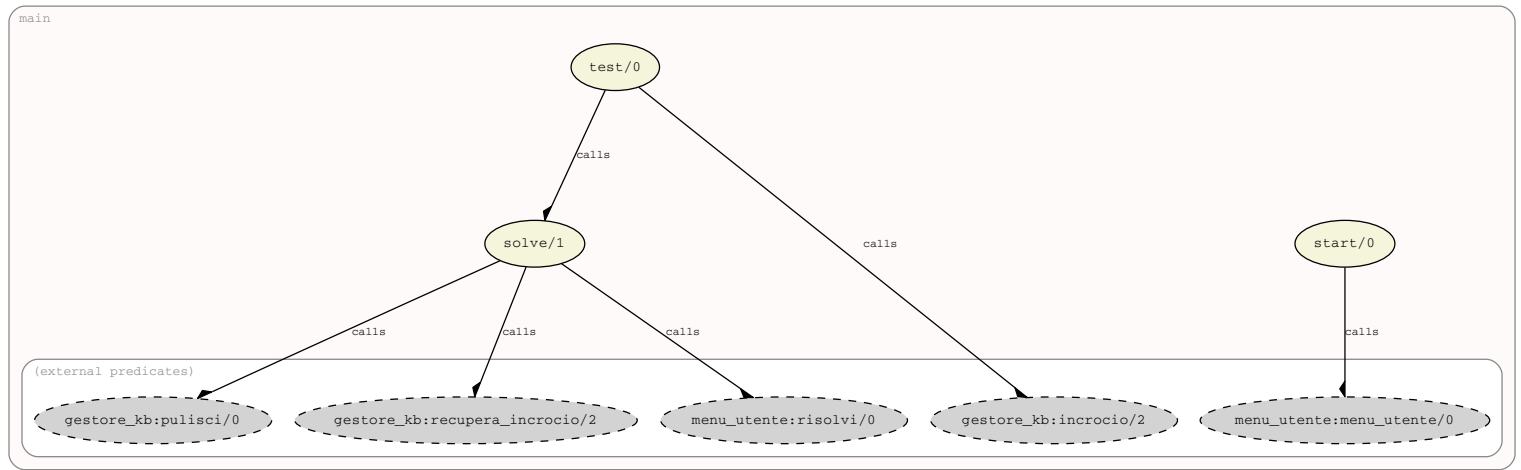 main
test/0
calls
solve/1
calls
start/0
calls
calls
calls
calls
(external predicates)
gestore_kb:pulisci/0
gestore_kb:recupera_incrocio/2
menu_utente:risolvi/0
gestore_kb:incrocio/2
menu_utente:menu_utente/0